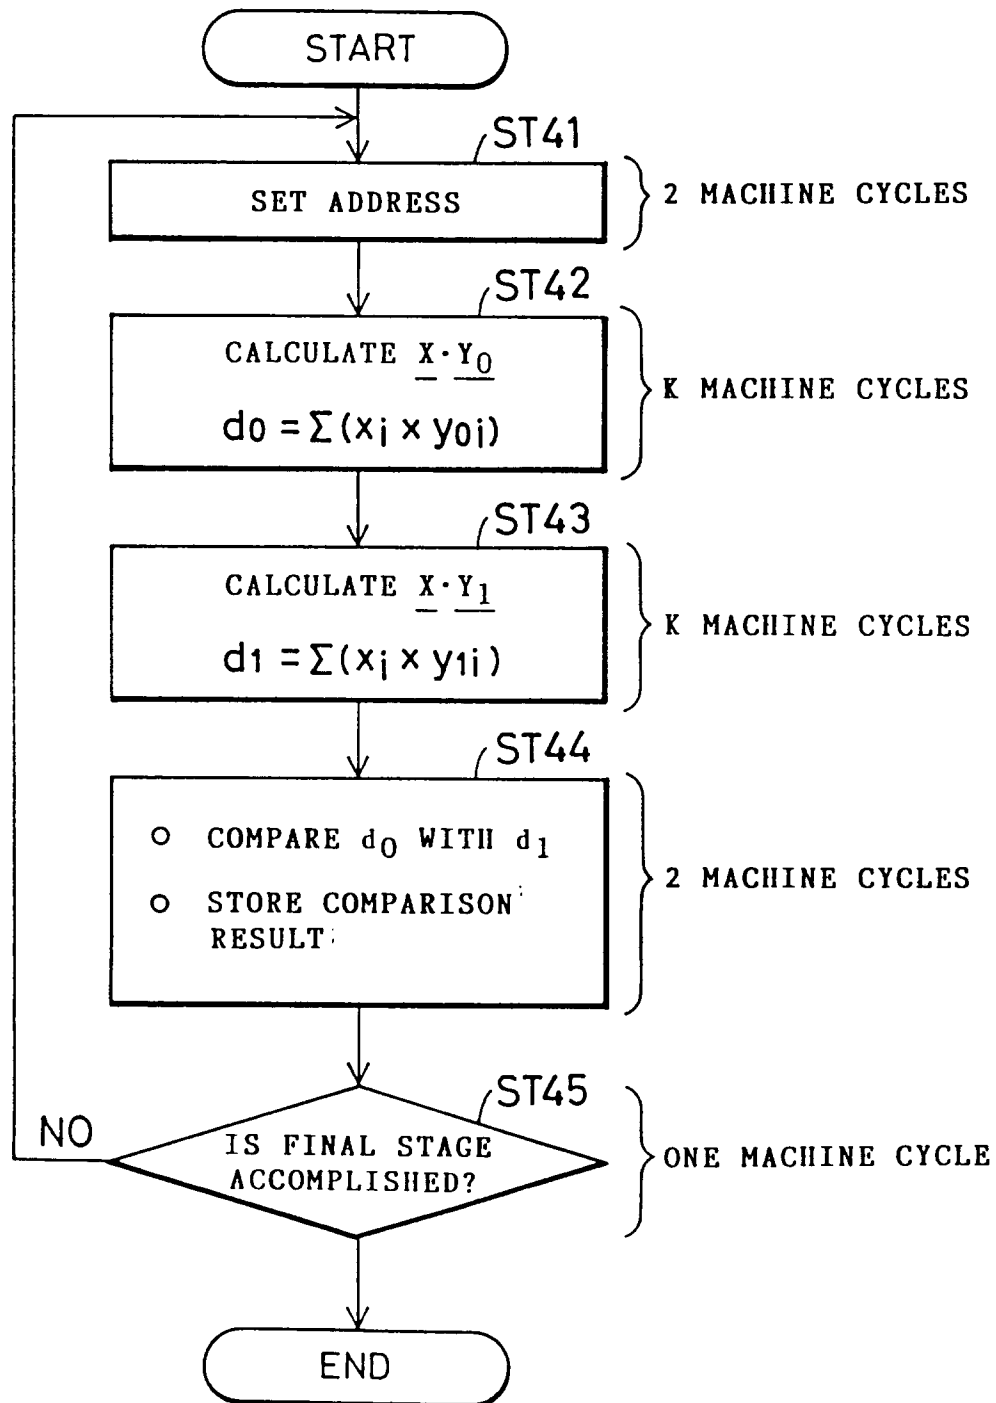 START
ST41
SET ADDRESS
2 MACHINE CYCLES
ST42
CALCULATE X·Y0
d0 = Σ(xi × y0i)
K MACHINE CYCLES
ST43
CALCULATE X·Y1
d1 = Σ(xi × y1i)
K MACHINE CYCLES
ST44
○ COMPARE d0 WITH d1
○ STORE COMPARISON
RESULT
2 MACHINE CYCLES
ST45
NO
IS FINAL STAGE
ACCOMPLISHED?
ONE MACHINE CYCLE
END